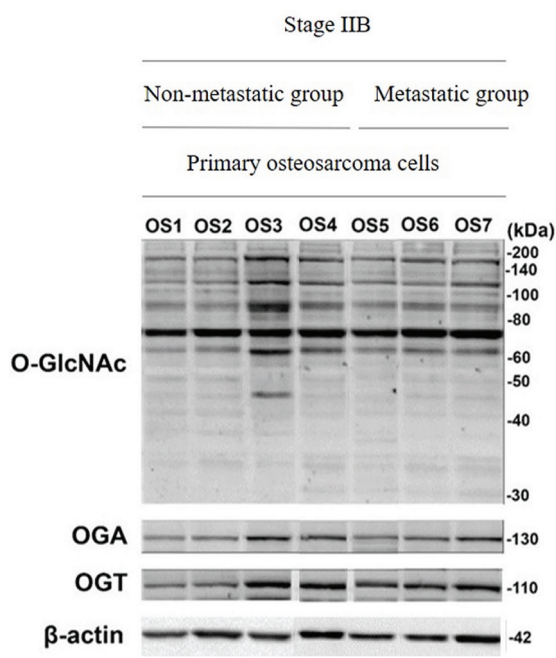 Stage IIB
Non-metastatic group Metastatic group
Primary osteosarcoma cells
OS1 OS2 OS3 OS4 OS5 OS6 OS7 (kDa)
-200
-140
-100
-80
O-GlcNAc
-60
-50
-40
-30
OGA -130
OGT -110
β-actin -42